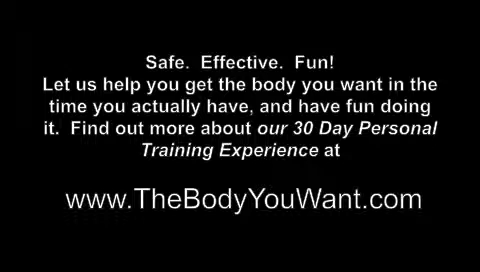 Safe.  Effective.  Fun!
Let us help you get the body you want in the
time you actually have, and have fun doing
it.  Find out more about our 30 Day Personal
Training Experience at
www.TheBodyYouWant.com